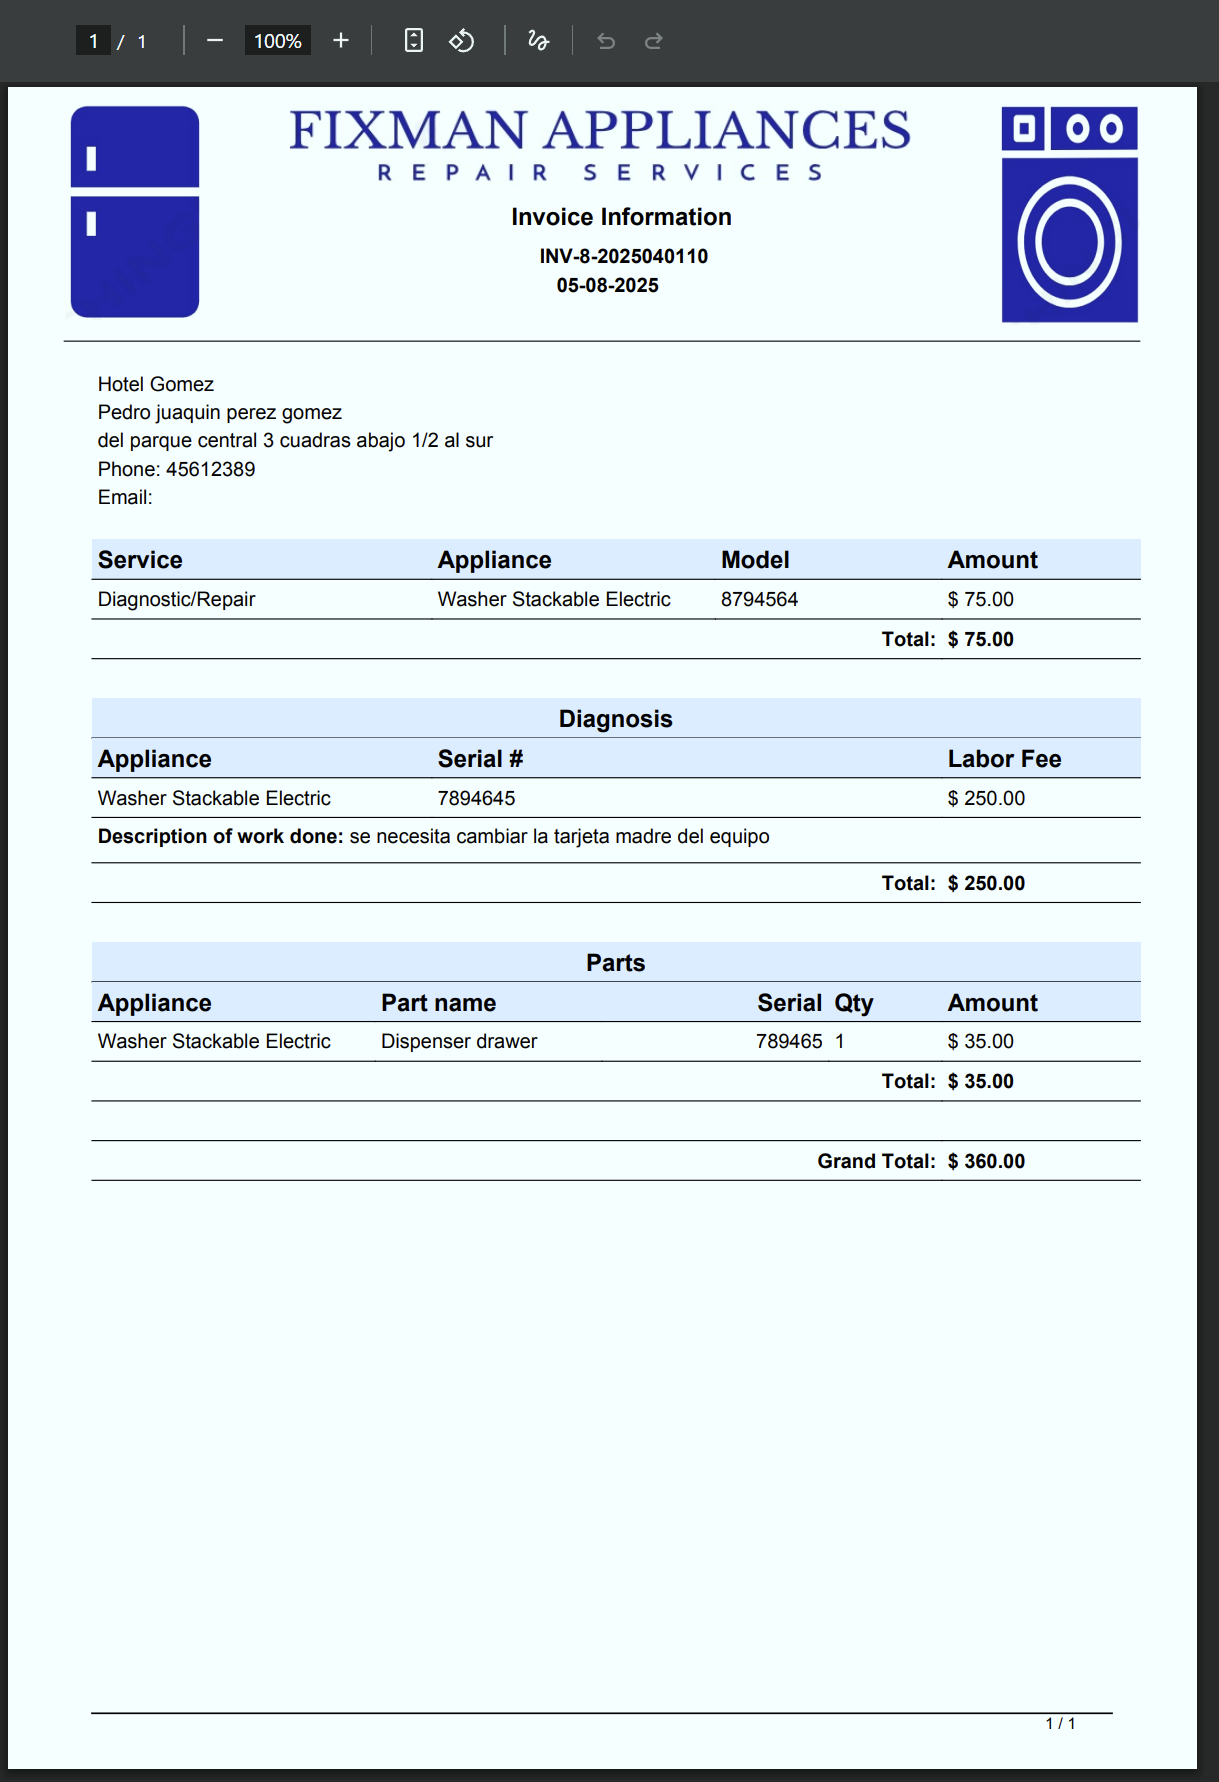 1 / 1 100%
FIXMAN APPLIANCES
REPAIR SERVICES
Invoice Information
INV-8-2025040110
05-08-2025
Hotel Gomez
Pedro juaquin perez gomez
del parque central 3 cuadras abajo 1/2 al sur
Phone: 45612389
Email:
Service Appliance Model Amount
Diagnostic/Repair Washer Stackable Electric 8794564 $ 75.00
Total: $ 75.00
Diagnosis
Appliance Serial # Labor Fee
Washer Stackable Electric 7894645 $ 250.00
Description of work done: se necesita cambiar la tarjeta madre del equipo
Total: $ 250.00
Parts
Appliance Part name Serial Qty Amount
Washer Stackable Electric Dispenser drawer 789465 1 $ 35.00
Total: $ 35.00
Grand Total: $ 360.00
1 / 1